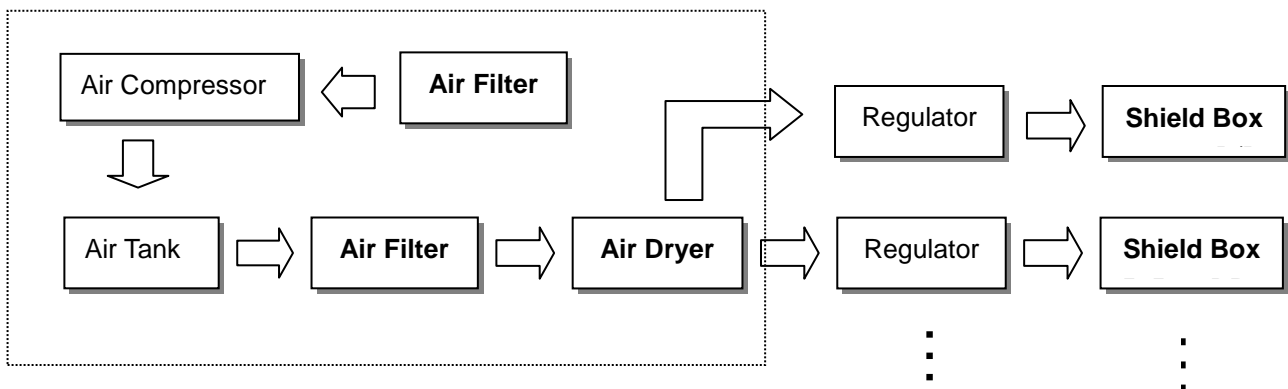 Air Compressor
Air Filter
Regulator
Shield Box
Air Tank
Air Filter
Air Dryer
Regulator
Shield Box